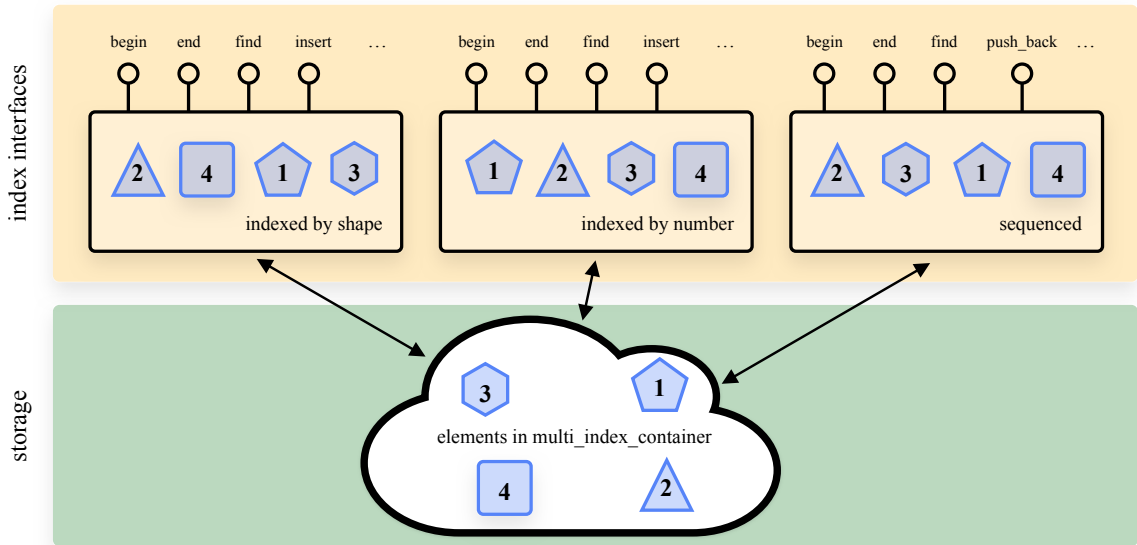 index interfaces
begin end find insert ...
2 4 1 3
indexed by shape
begin end find insert ...
1 2 3 4
indexed by number
begin end find push_back ...
2 3 1 4
sequenced
storage
3 1
elements in multi_index_container
4 2